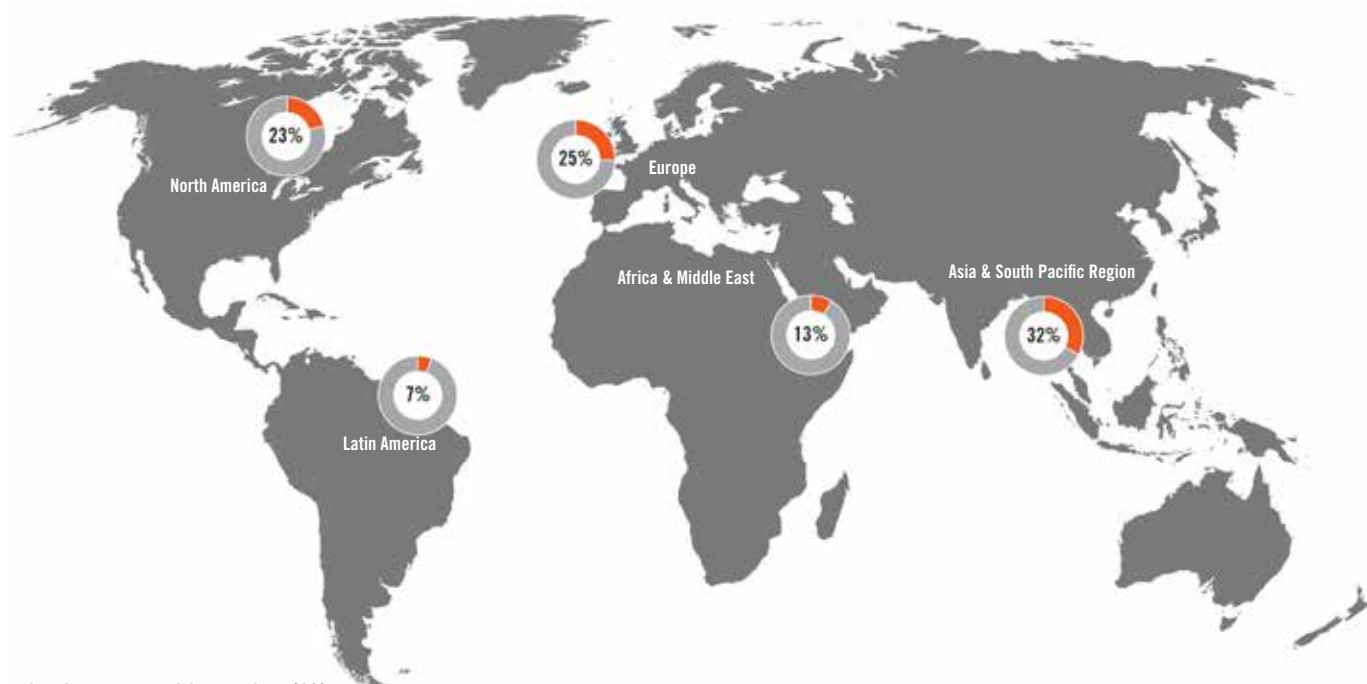 23%
North America
25%
Europe
Africa & Middle East
13%
Asia & South Pacific Region
32%
7%
Latin America